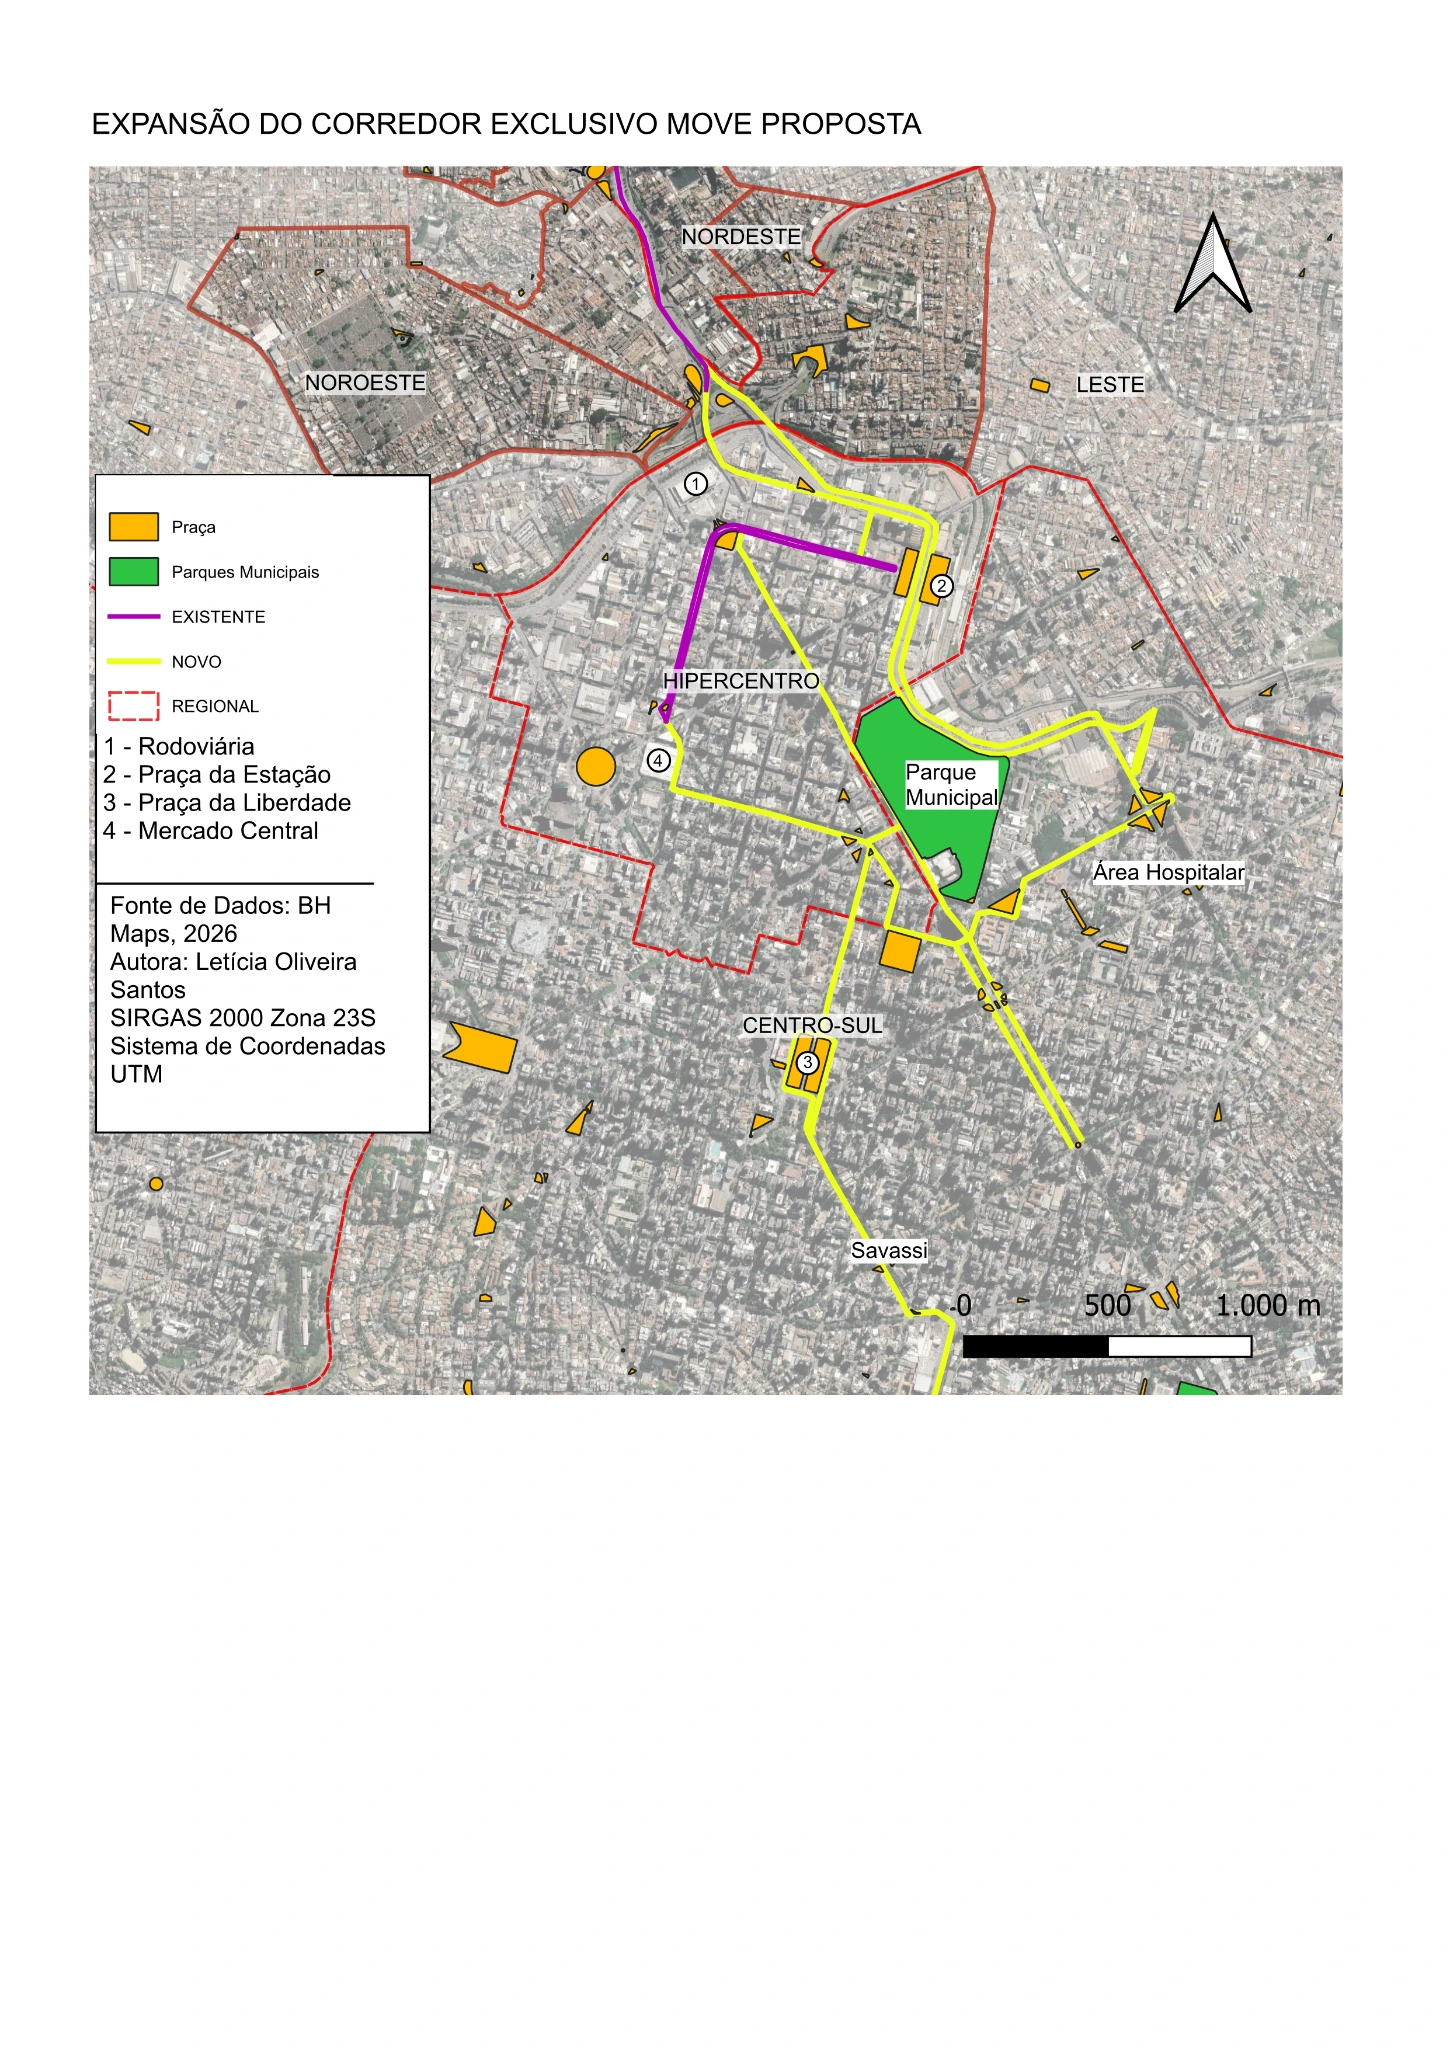 EXPANSÃO DO CORREDOR EXCLUSIVO MOVE PROPOSTA
NORDESTE
NOROESTE
LESTE
1
2
HIPERCENTRO
4
Parque
Municipal
Área Hospitalar
CENTRO-SUL
3
Savassi
0 500 1.000 m
Praça
Parques Municipais
EXISTENTE
NOVO
REGIONAL
1 - Rodoviária
2 - Praça da Estação
3 - Praça da Liberdade
4 - Mercado Central
Fonte de Dados: BH
Maps, 2026
Autora: Letícia Oliveira
Santos
SIRGAS 2000 Zona 23S
Sistema de Coordenadas
UTM